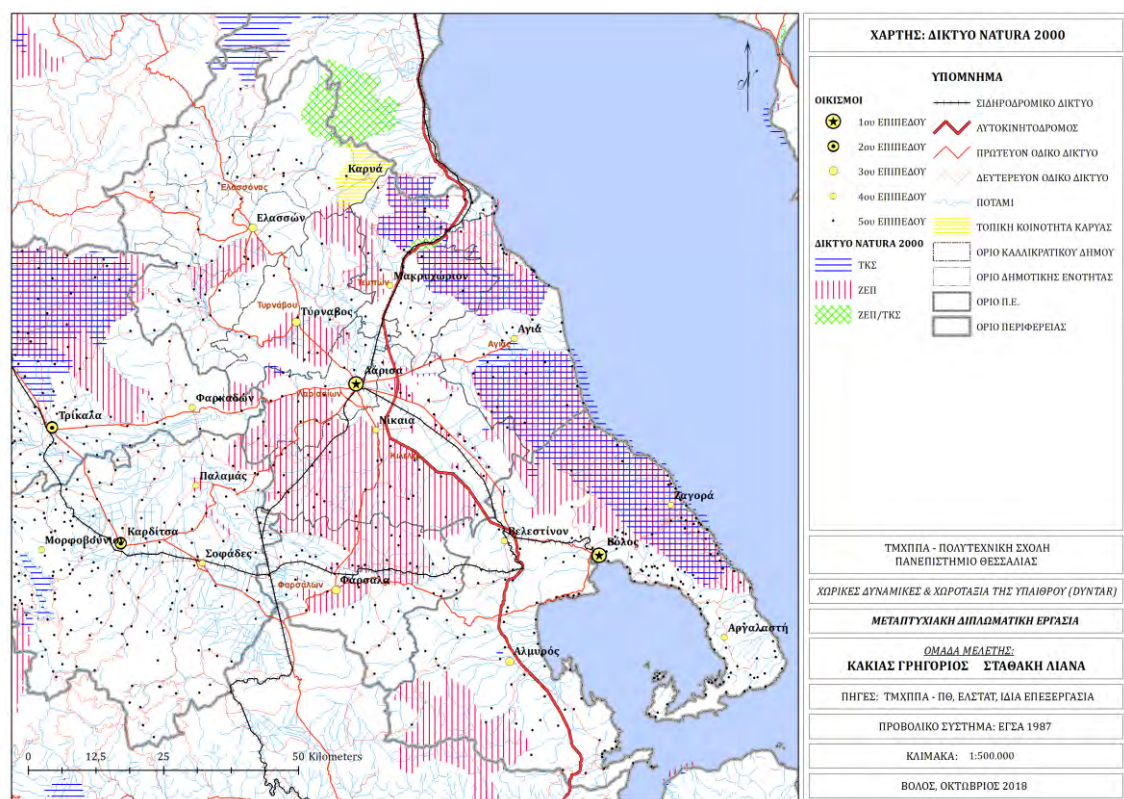 Καρυά
Ελασσόνας
Ελασσών
Μακρυχώριον
Τεμπών
Τυρνάβου
Τύρναβος
Αγιά
Αγιάς
Λάρισα
Λαρισαίων
Φαρκαδών
Τρίκαλα
Νίκαια
Κιλελέρ
Παλαμάς
Ζαγορά
Μορφοβούνιον
Καρδίτσα
Σοφάδες
Βελεστίνον
Βόλος
Φαρσάλων
Φάρσαλα
Αργαλαστή
Αλμυρός
0 12,5 25 50 Kilometers
ΧΑΡΤΗΣ: ΔΙΚΤΥΟ NATURA 2000
ΥΠΟΜΝΗΜΑ
ΟΙΚΙΣΜΟΙ
1ου ΕΠΙΠΕΔΟΥ
2ου ΕΠΙΠΕΔΟΥ
3ου ΕΠΙΠΕΔΟΥ
4ου ΕΠΙΠΕΔΟΥ
5ου ΕΠΙΠΕΔΟΥ
ΔΙΚΤΥΟ NATURA 2000
ΤΚΣ
ΖΕΠ
ΖΕΠ/ΤΚΣ
ΣΙΔΗΡΟΔΡΟΜΙΚΟ ΔΙΚΤΥΟ
ΑΥΤΟΚΙΝΗΤΟΔΡΟΜΟΣ
ΠΡΩΤΕΥΟΝ ΟΔΙΚΟ ΔΙΚΤΥΟ
ΔΕΥΤΕΡΕΥΟΝ ΟΔΙΚΟ ΔΙΚΤΥΟ
ΠΟΤΑΜΙ
ΤΟΠΙΚΗ ΚΟΙΝΟΤΗΤΑ ΚΑΡΥΑΣ
ΟΡΙΟ ΚΑΛΛΙΚΡΑΤΙΚΟΥ ΔΗΜΟΥ
ΟΡΙΟ ΔΗΜΟΤΙΚΗΣ ΕΝΟΤΗΤΑΣ
ΟΡΙΟ Π.Ε.
ΟΡΙΟ ΠΕΡΙΦΕΡΕΙΑΣ
ΤΜΧΠΠΑ - ΠΟΛΥΤΕΧΝΙΚΗ ΣΧΟΛΗ
ΠΑΝΕΠΙΣΤΗΜΙΟ ΘΕΣΣΑΛΙΑΣ
ΧΩΡΙΚΕΣ ΔΥΝΑΜΙΚΕΣ & ΧΩΡΟΤΑΞΙΑ ΤΗΣ ΥΠΑΙΘΡΟΥ (DYNTAR)
ΜΕΤΑΠΤΥΧΙΑΚΗ ΔΙΠΛΩΜΑΤΙΚΗ ΕΡΓΑΣΙΑ
ΟΜΑΔΑ ΜΕΛΕΤΗΣ:
ΚΑΚΙΑΣ ΓΡΗΓΟΡΙΟΣ ΣΤΑΘΑΚΗ ΛΙΑΝΑ
ΠΗΓΕΣ: ΤΜΧΠΠΑ - ΠΘ, ΕΛΣΤΑΤ, ΙΔΙΑ ΕΠΕΞΕΡΓΑΣΙΑ
ΠΡΟΒΟΛΙΚΟ ΣΥΣΤΗΜΑ: ΕΓΣΑ 1987
ΚΛΙΜΑΚΑ: 1:500.000
ΒΟΛΟΣ, ΟΚΤΩΒΡΙΟΣ 2018